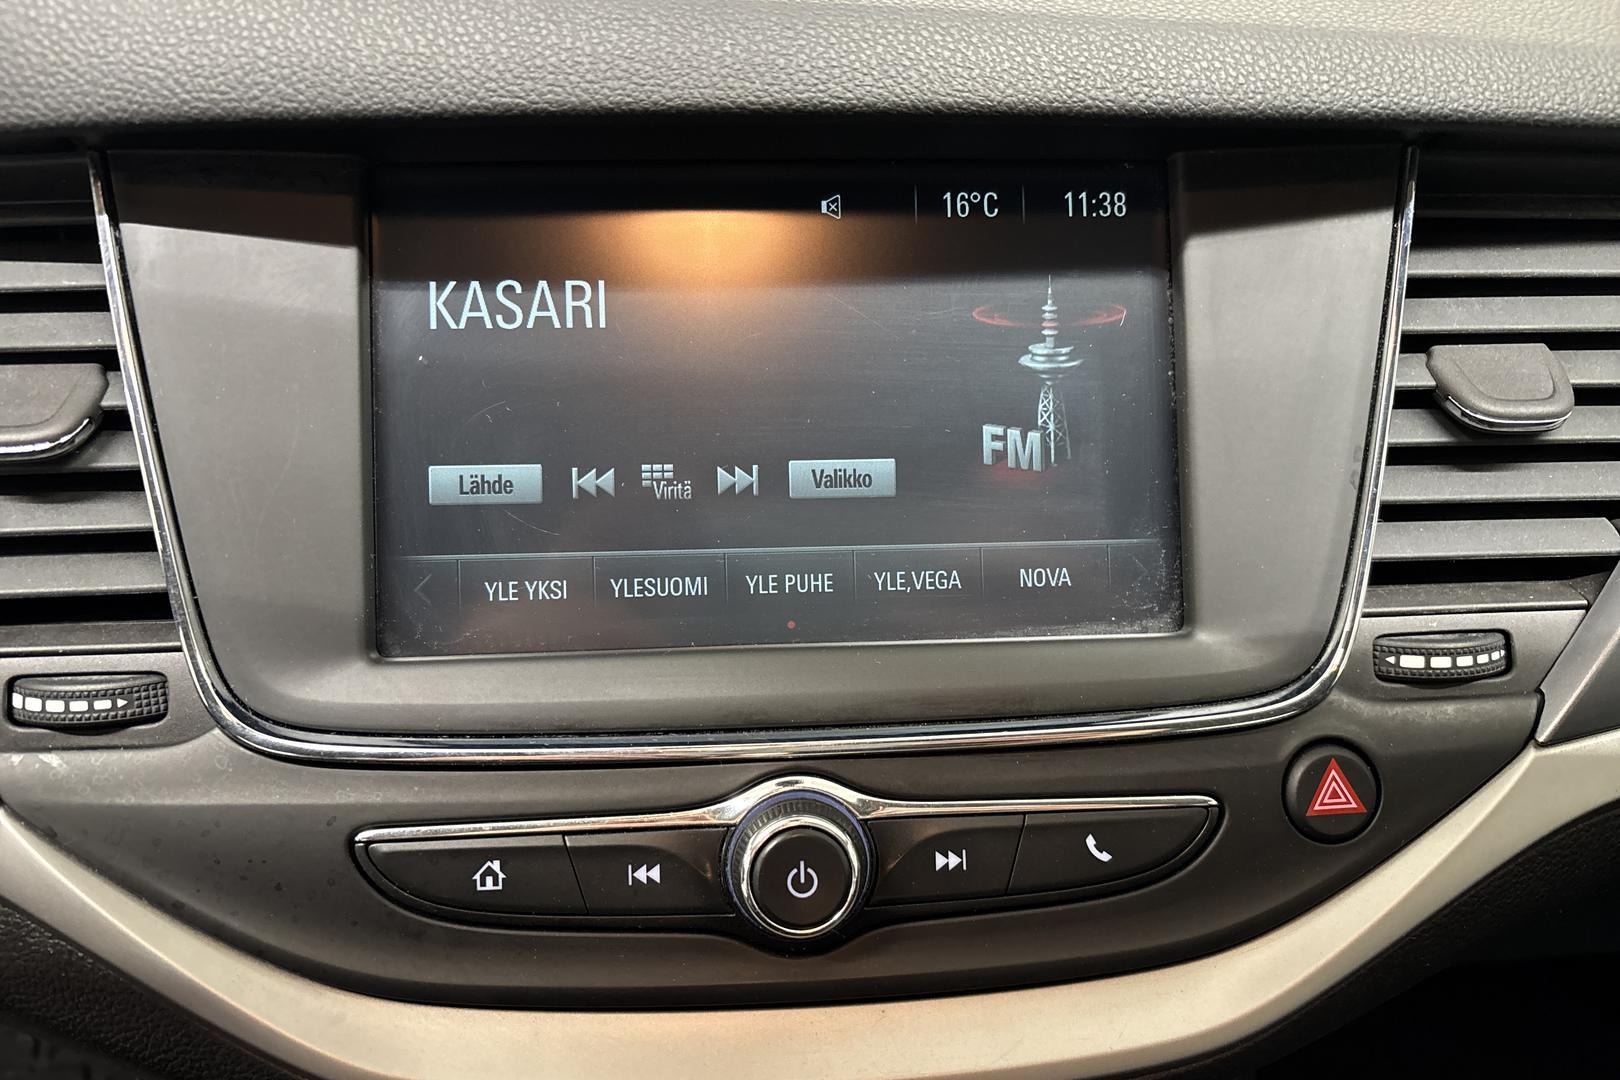 16°C 11:38
KASARI
FM
Lähde Viritä Valikko
YLE YKSI YLESUOMI YLE PUHE YLE,VEGA NOVA